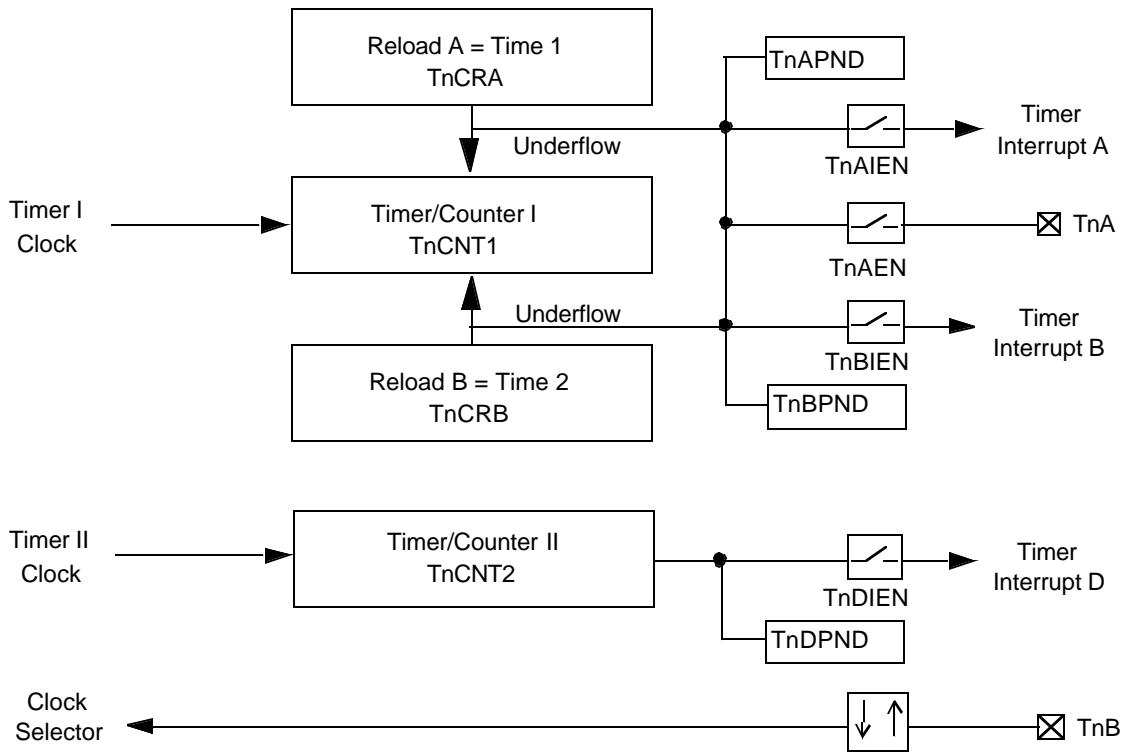 Reload A = Time 1
TnCRA
TnAPND
Underflow
Timer
Interrupt A
TnAIEN
Timer I
Clock
Timer/Counter I
TnCNT1
TnA
TnAEN
Underflow
Timer
Interrupt B
TnBIEN
Reload B = Time 2
TnCRB
TnBPND
Timer II
Clock
Timer/Counter II
TnCNT2
Timer
Interrupt D
TnDIEN
TnDPND
Clock
Selector
TnB